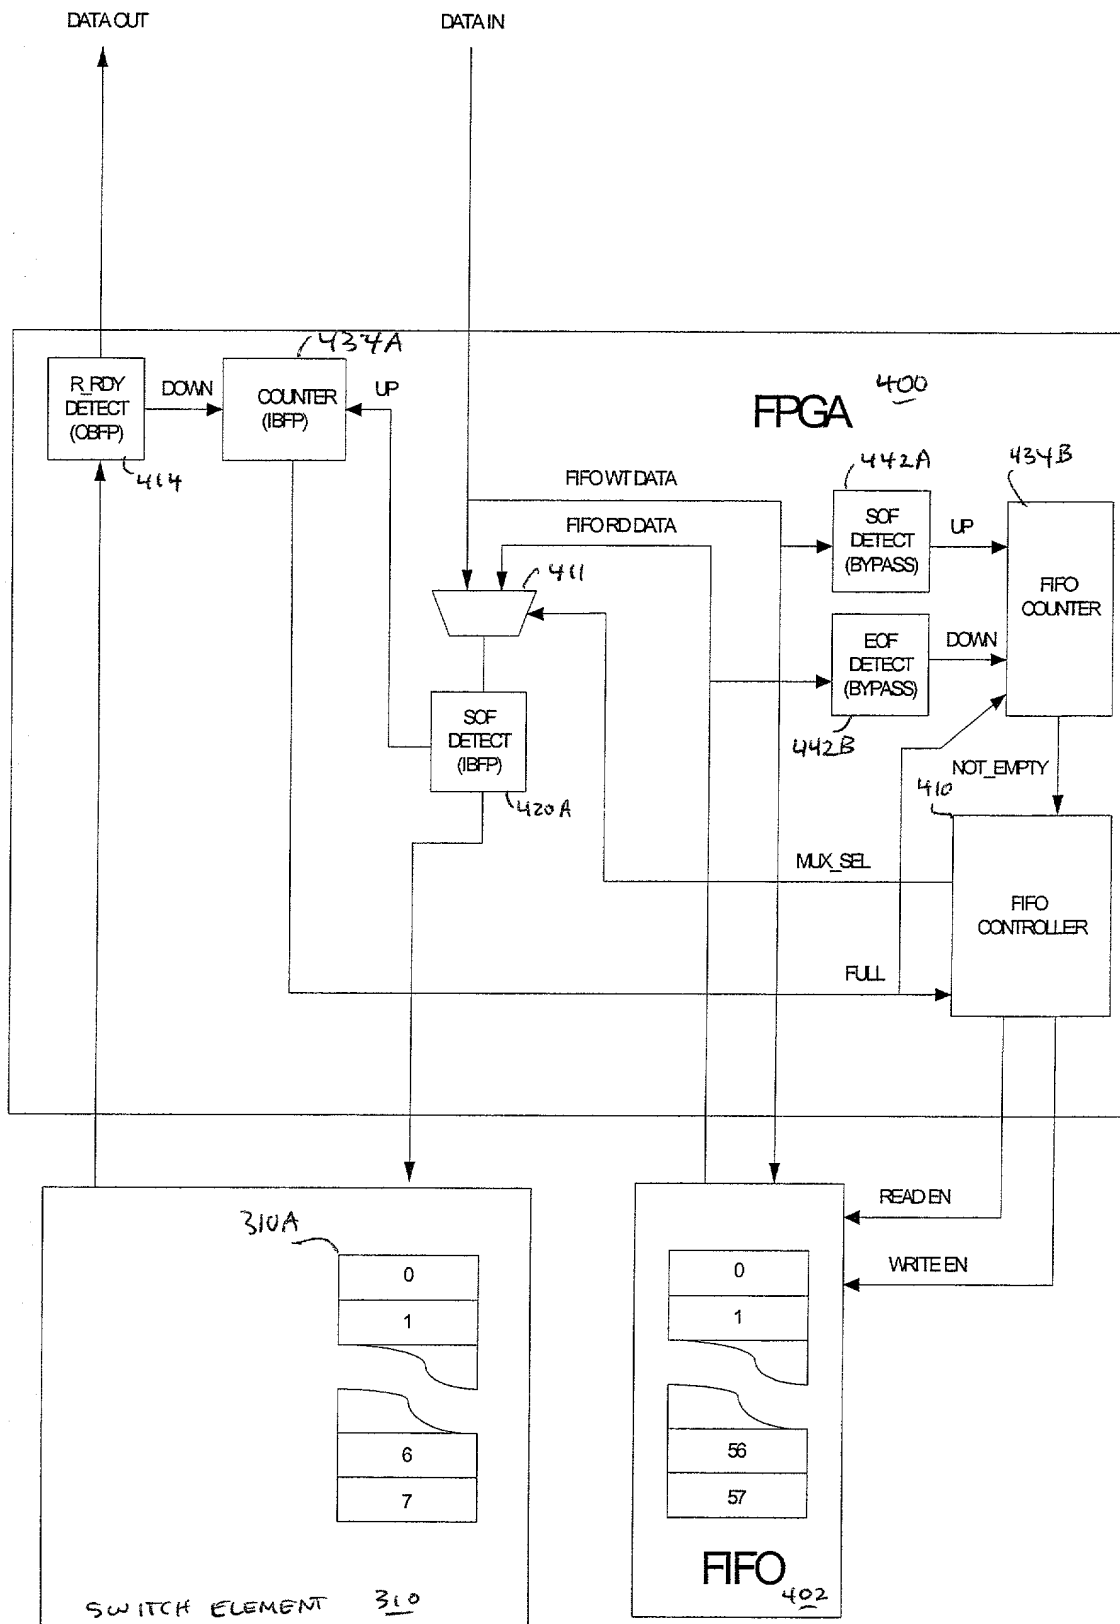 DATA OUT
DATA IN
434A
R_RDY
DETECT
(OBFP)
DOWN
COUNTER
(IBFP)
UP
414
FPGA
400
442A
434B
FIFO WT DATA
FIFO RD DATA
SOF
DETECT
(BYPASS)
UP
411
FIFO
COUNTER
EOF
DETECT
(BYPASS)
DOWN
442B
SOF
DETECT
(IBFP)
420A
NOT_EMPTY
410
MUX_SEL
FIFO
CONTROLLER
FULL
READ EN
WRITE EN
310A
0
1
6
7
0
1
56
57
FIFO
402
SWITCH ELEMENT 310